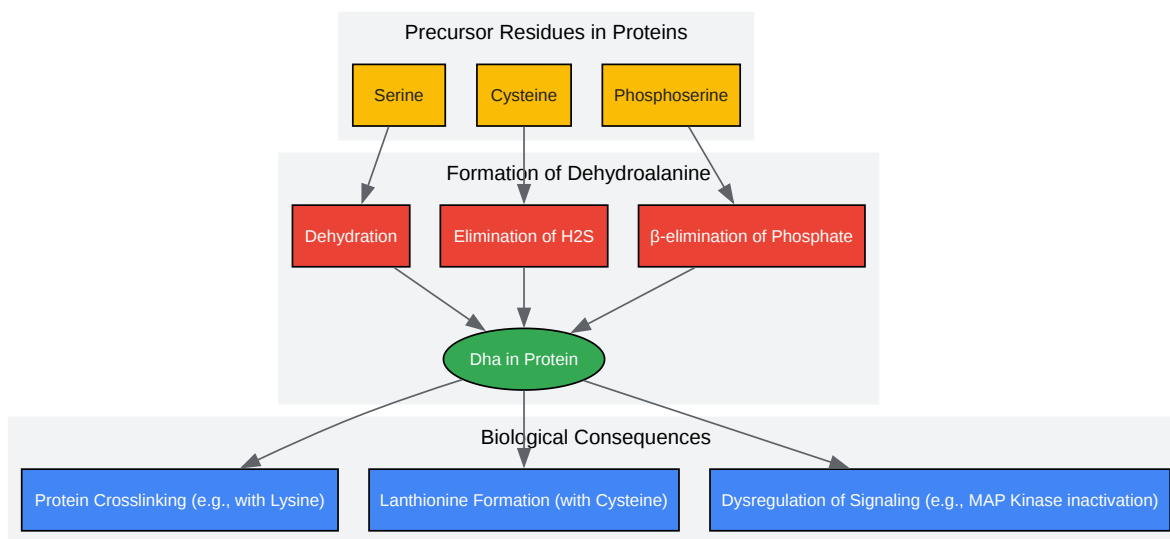 Precursor Residues in Proteins
Serine
Cysteine
Phosphoserine
Formation of Dehydroalanine
Dehydration
Elimination of H2S
β-elimination of Phosphate
Dha in Protein
Biological Consequences
Protein Crosslinking (e.g., with Lysine)
Lanthionine Formation (with Cysteine)
Dysregulation of Signaling (e.g., MAP Kinase inactivation)